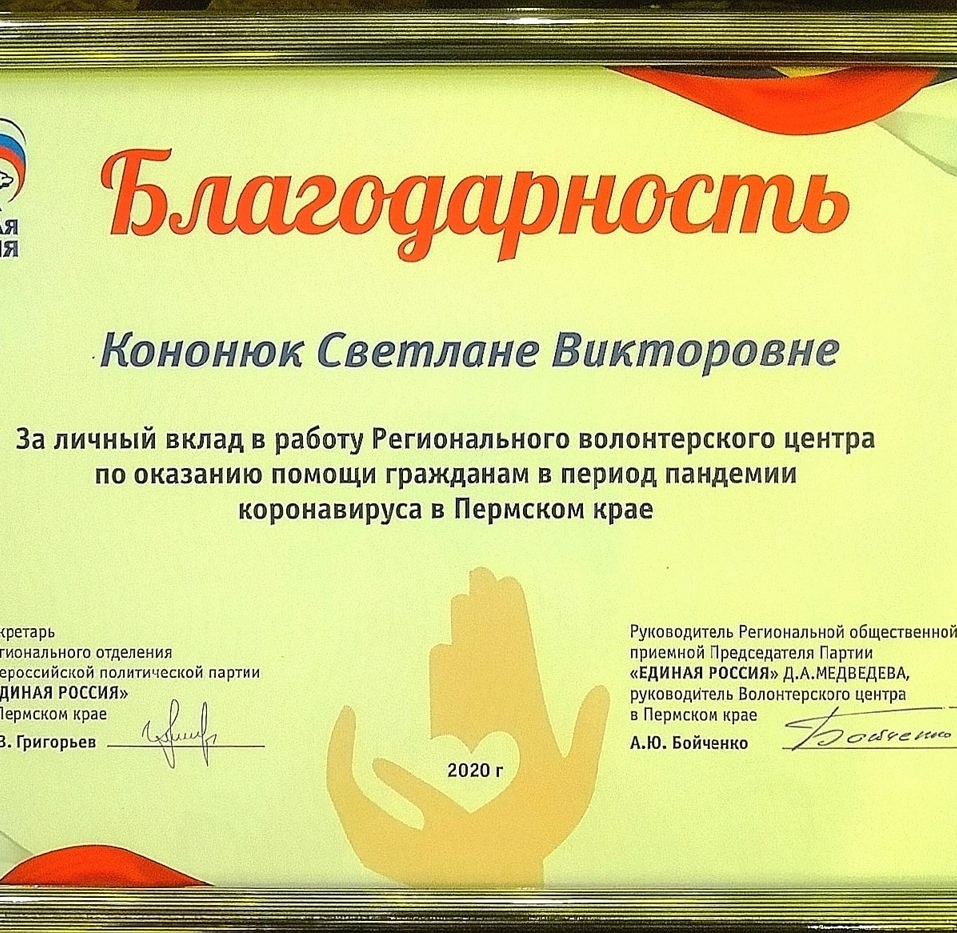 АЯ
ИЯ
Благодарность
Кононюк Светлане Викторовне
За личный вклад в работу Регионального волонтерского центра
по оказанию помощи гражданам в период пандемии
коронавируса в Пермском крае
кретарь
гионального отделения
ероссийской политической партии
ДИНАЯ РОССИЯ»
Пермском крае
В. Григорьев
Руководитель Региональной общественной
приемной Председателя Партии
«ЕДИНАЯ РОССИЯ» Д.А.МЕДВЕДЕВА,
руководитель Волонтерского центра
в Пермском крае
А.Ю. Бойченко
Бойченко
2020 г